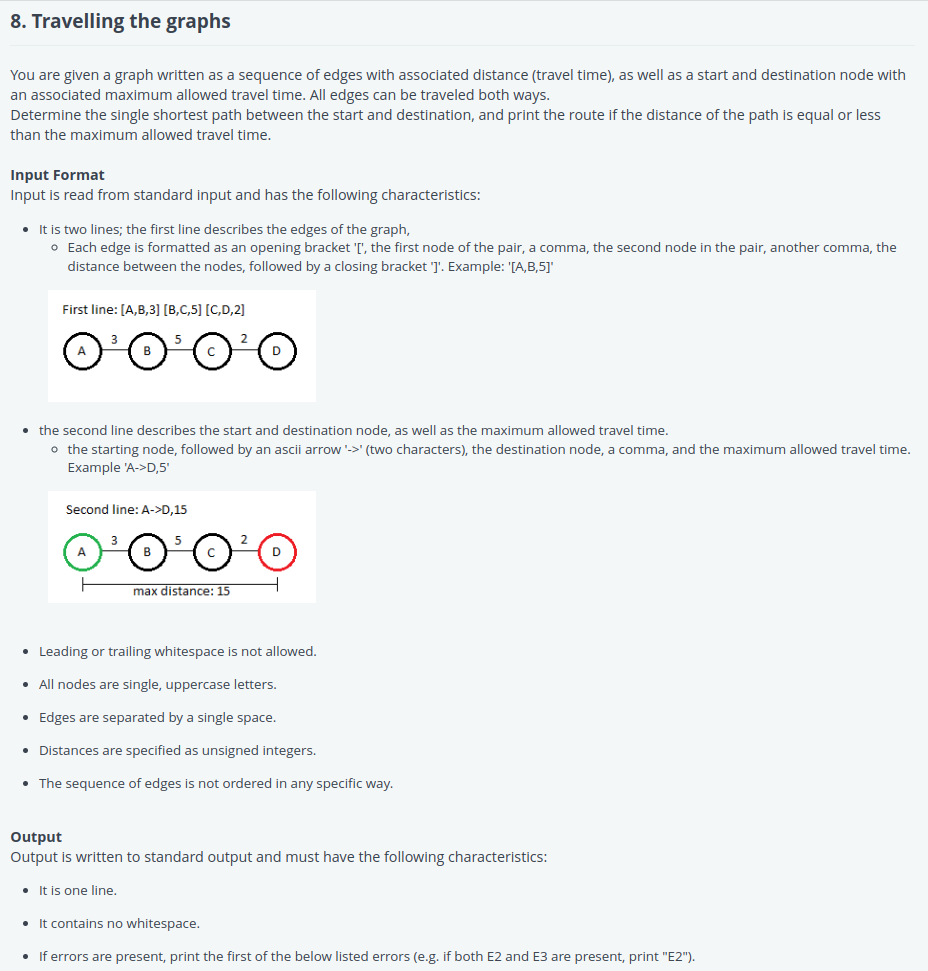 8. Travelling the graphs
You are given a graph written as a sequence of edges with associated distance (travel time), as well as a start and destination node with
an associated maximum allowed travel time. All edges can be traveled both ways.
Determine the single shortest path between the start and destination, and print the route if the distance of the path is equal or less
than the maximum allowed travel time.
Input Format
Input is read from standard input and has the following characteristics:
It is two lines; the first line describes the edges of the graph,
Each edge is formatted as an opening bracket '[', the first node of the pair, a comma, the second node in the pair, another comma, the
distance between the nodes, followed by a closing bracket ']'. Example: '[A,B,5]'
First line: [A,B,3] [B,C,5] [C,D,2]
3 5 2
A B C D
the second line describes the start and destination node, as well as the maximum allowed travel time.
the starting node, followed by an ascii arrow '->' (two characters), the destination node, a comma, and the maximum allowed travel time.
Example 'A->D,5'
Second line: A->D,15
3 5 2
A B C D
max distance: 15
Leading or trailing whitespace is not allowed.
All nodes are single, uppercase letters.
Edges are separated by a single space.
Distances are specified as unsigned integers.
The sequence of edges is not ordered in any specific way.
Output
Output is written to standard output and must have the following characteristics:
It is one line.
It contains no whitespace.
If errors are present, print the first of the below listed errors (e.g. if both E2 and E3 are present, print "E2").